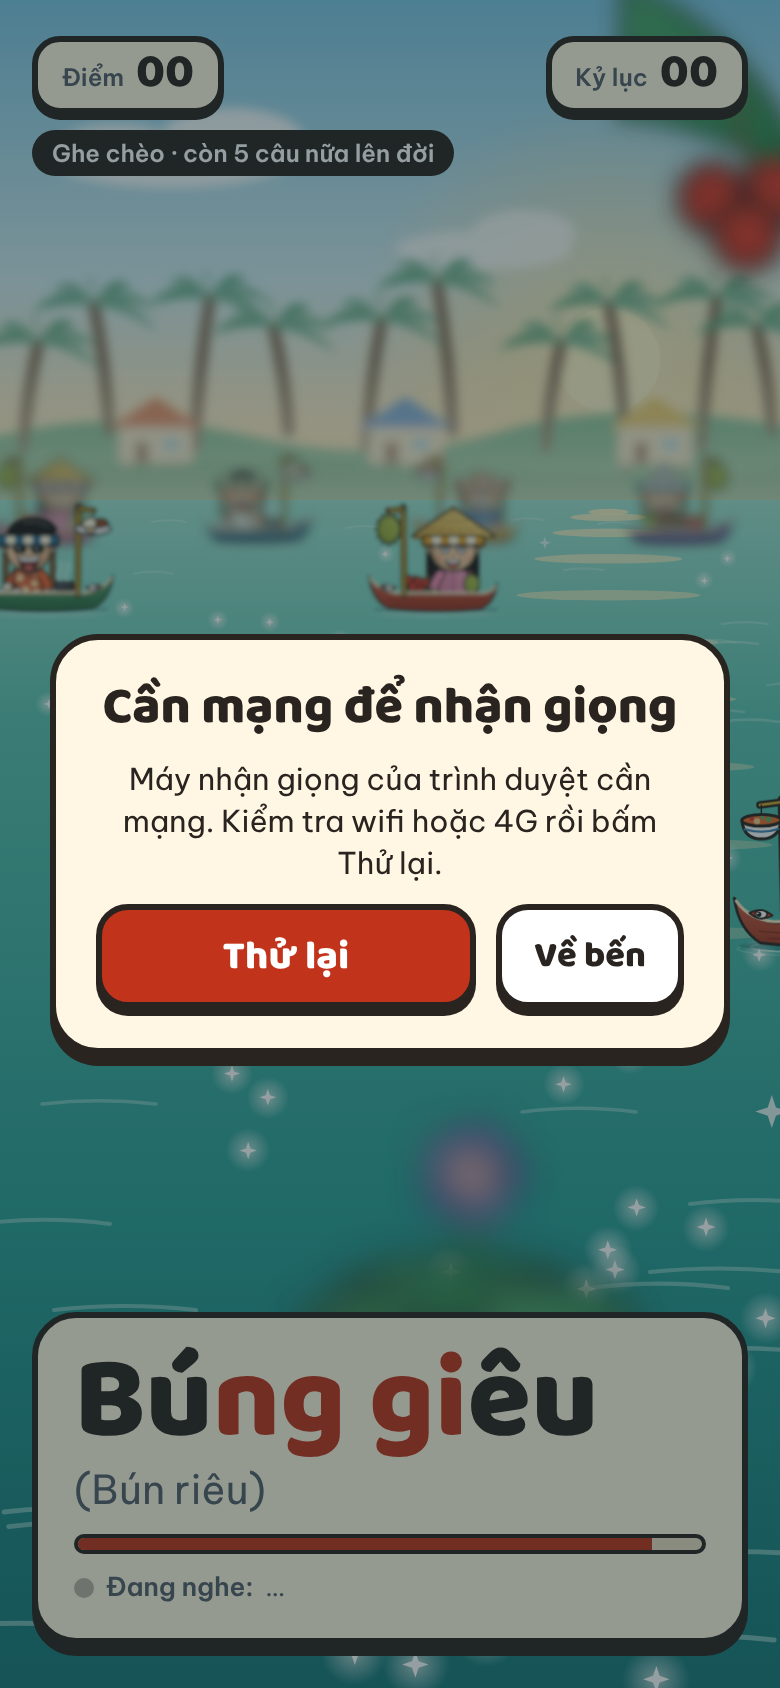 Điểm 00
Kỷ lục 00
Ghe chèo · còn 5 câu nữa lên đời
Cần mạng để nhận giọng
Máy nhận giọng của trình duyệt cần
mạng. Kiểm tra wifi hoặc 4G rồi bấm
Thử lại.
Thử lại
Về bến
Búng giêu
(Bún riêu)
Đang nghe: ...